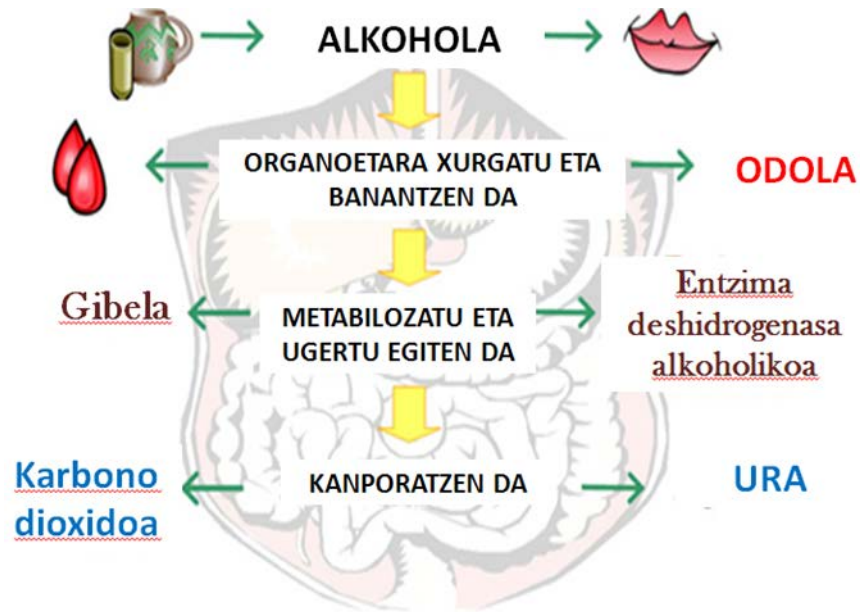 ALKOHOLA
ORGANOETARA XURGATU ETA
BANANTZEN DA
ODOLA
Gibela
METABILOZATU ETA
UGERTU EGITEN DA
Entzima
deshidrogenasa
alkoholikoa
Karbono
dioxidoa
KANPORATZEN DA
URA